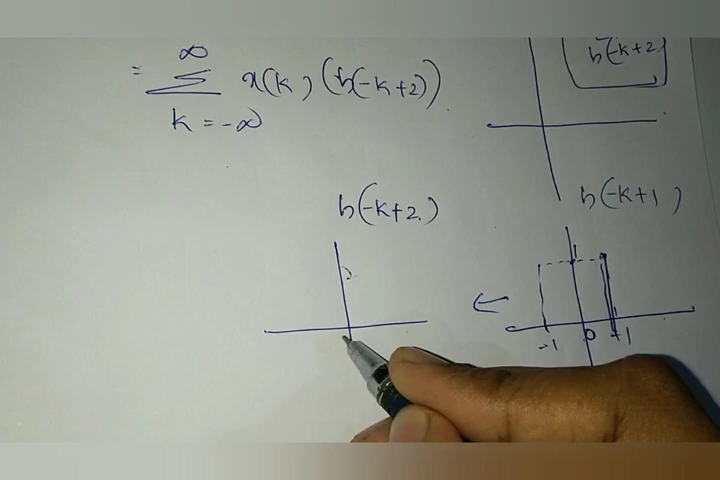 h(-k+2)
= ∞ Σ k = -∞ x(k) (h(-k+2))
h(-k+2)
h(-k+1)
1
-1 0 +1